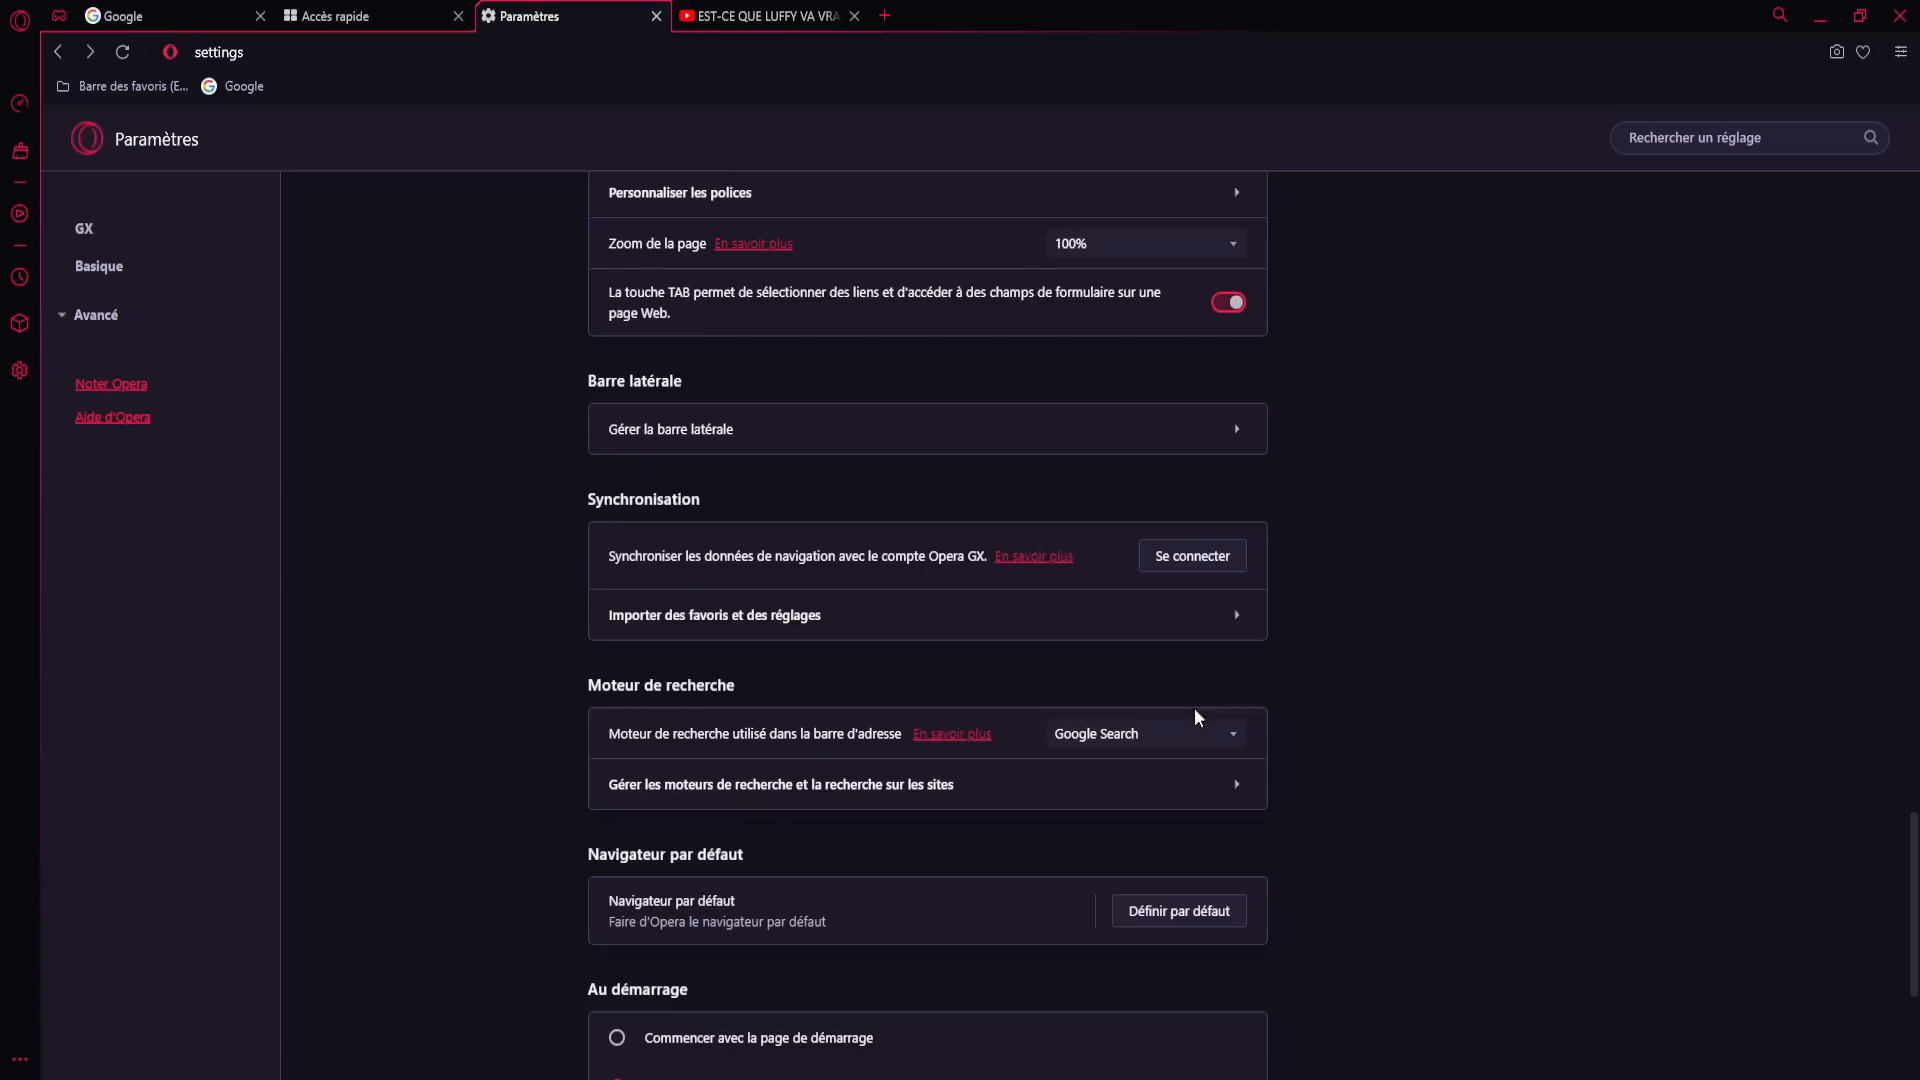 Google
Accès rapide
Paramètres
EST-CE QUE LUFFY VA VRA
settings
Barre des favoris (E...
Google
Paramètres
Rechercher un réglage
GX
Basique
Avancé
Noter Opera
Aide d'Opera
Personnaliser les polices
Zoom de la page En savoir plus 100%
La touche TAB permet de sélectionner des liens et d'accéder à des champs de formulaire sur une
page Web.
Barre latérale
Gérer la barre latérale
Synchronisation
Synchroniser les données de navigation avec le compte Opera GX. En savoir plus Se connecter
Importer des favoris et des réglages
Moteur de recherche
Moteur de recherche utilisé dans la barre d'adresse En savoir plus Google Search
Gérer les moteurs de recherche et la recherche sur les sites
Navigateur par défaut
Navigateur par défaut
Faire d'Opera le navigateur par défaut
Définir par défaut
Au démarrage
Commencer avec la page de démarrage